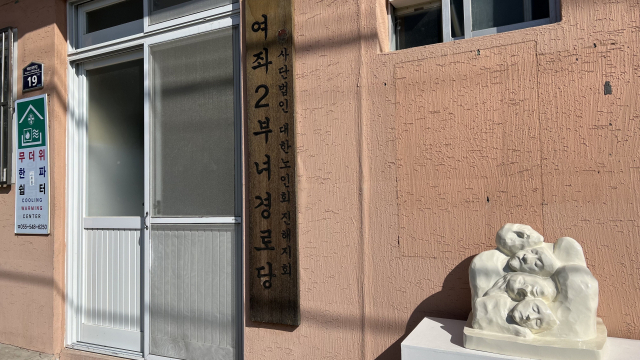 19
무더위
한파
쉼터
COOLING
WARMING
CENTER
여좌2부녀경로당
사단법인 대한노인회 진해지회